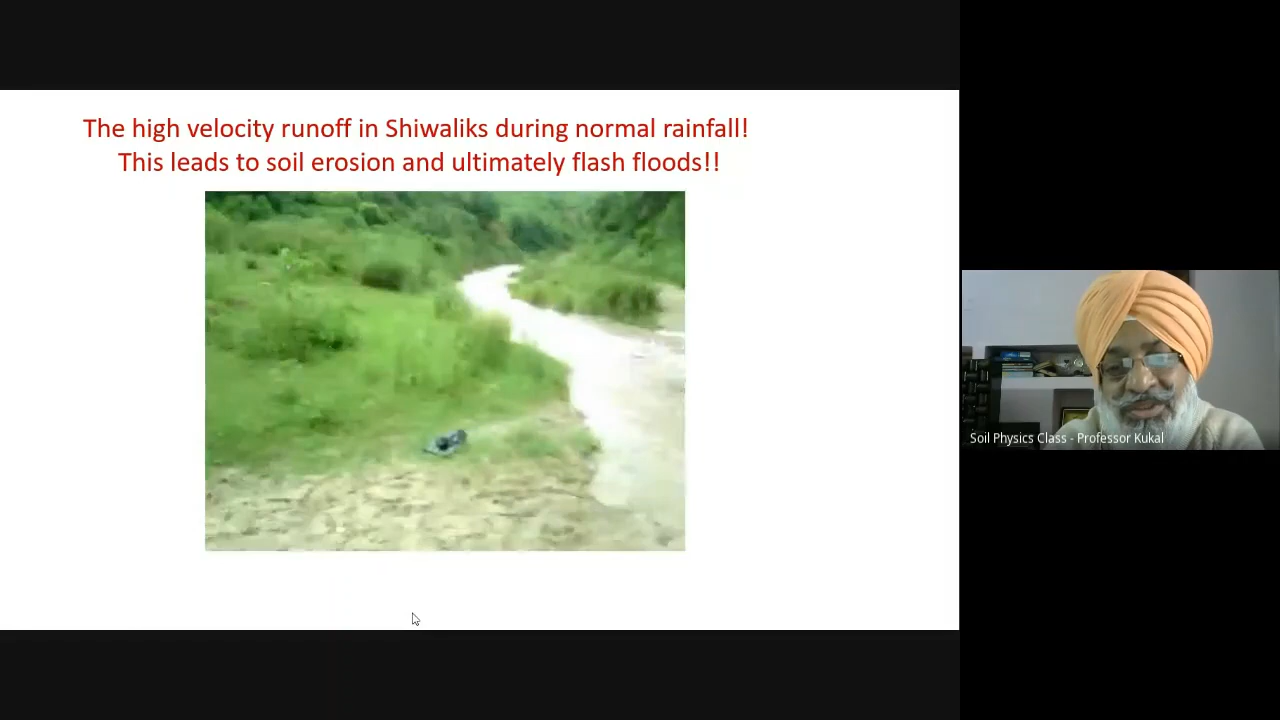 The high velocity runoff in Shiwaliks during normal rainfall!
This leads to soil erosion and ultimately flash floods!!
Soil Physics Class - Professor Kukal